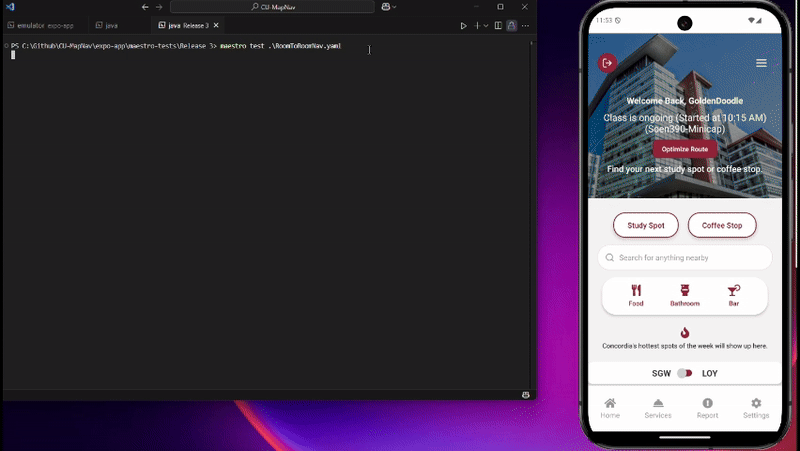 CU-MapNav
emulator expo-app
java
java Release 3
PS C:\Github\CU-MapNav\expo-app\maestro-tests\Release 3> maestro test .\RoomToRoomNav.yaml
11:53
Welcome Back, GoldenDoodle
Class is ongoing (Started at 10:15 AM)
(Soen390-Minicap)
Optimize Route
Find your next study spot or coffee stop.
Study Spot
Coffee Stop
Search for anything nearby
Food
Bathroom
Bar
Concordia's hottest spots of the week will show up here.
SGW
LOY
Home
Services
Report
Settings